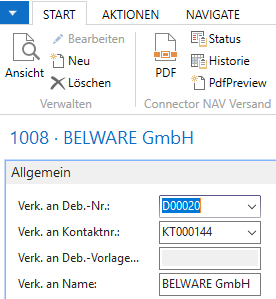 START AKTIONEN NAVIGATE
Ansicht
Bearbeiten
Neu
Löschen
Verwalten
PDF
Status
Historie
PdfPreview
Connector NAV Versand
1008 · BELWARE GmbH
Allgemein
Verk. an Deb.-Nr.: D00020
Verk. an Kontaktnr.: KT000144
Verk. an Deb.-Vorlage...
Verk. an Name: BELWARE GmbH